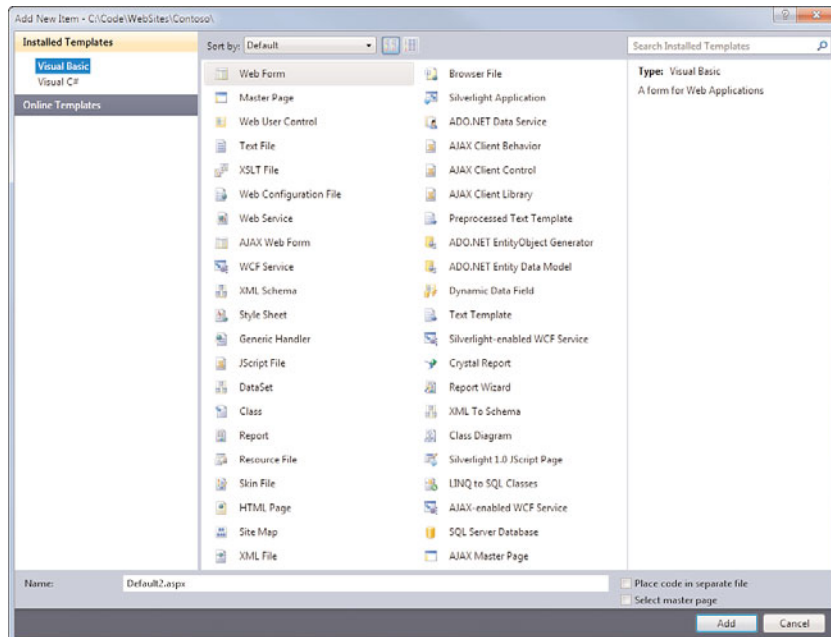 Add New Item - C:\Code\WebSites\Contoso\
Installed Templates
Visual Basic
Visual C#
Online Templates
Sort by: Default
Search Installed Templates
Web Form
Master Page
Web User Control
Text File
XSLT File
Web Configuration File
Web Service
AJAX Web Form
WCF Service
XML Schema
Style Sheet
Generic Handler
JScript File
DataSet
Class
Report
Resource File
Skin File
HTML Page
Site Map
XML File
Browser File
Silverlight Application
ADO.NET Data Service
AJAX Client Behavior
AJAX Client Control
AJAX Client Library
Preprocessed Text Template
ADO.NET EntityObject Generator
ADO.NET Entity Data Model
Dynamic Data Field
Text Template
Silverlight-enabled WCF Service
Crystal Report
Report Wizard
XML To Schema
Class Diagram
Silverlight 1.0 JScript Page
LINQ to SQL Classes
AJAX-enabled WCF Service
SQL Server Database
AJAX Master Page
Type: Visual Basic
A form for Web Applications
Name: Default2.aspx
Place code in separate file
Select master page
Add Cancel